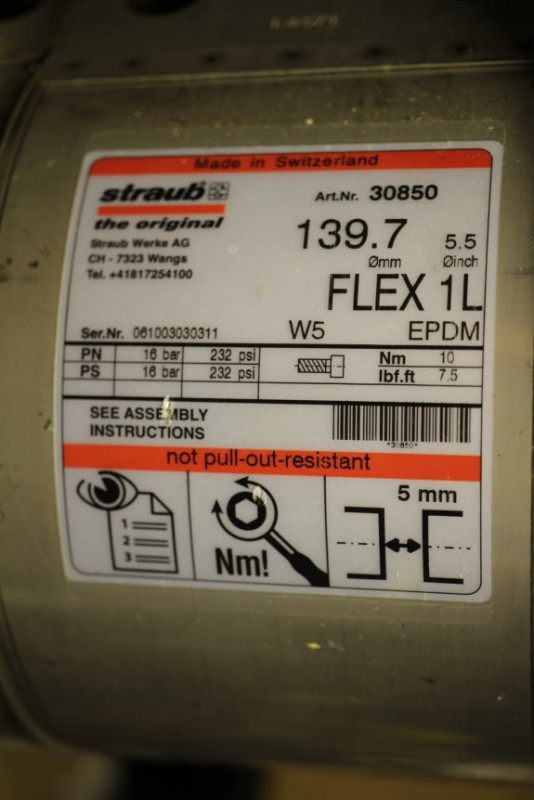 Made in Switzerland
straub
the original
Straub Werke AG
CH - 7323 Wangs
Tel. +41817254100
Art.Nr. 30850
139.7 5.5
Ømm Øinch
FLEX 1L
Ser.Nr. 061003030311 W5 EPDM
PN 16 bar 232 psi Nm 10
PS 16 bar 232 psi lbf.ft 7.5
SEE ASSEMBLY
INSTRUCTIONS
*30850*
not pull-out-resistant
1
2
3
Nm!
5 mm